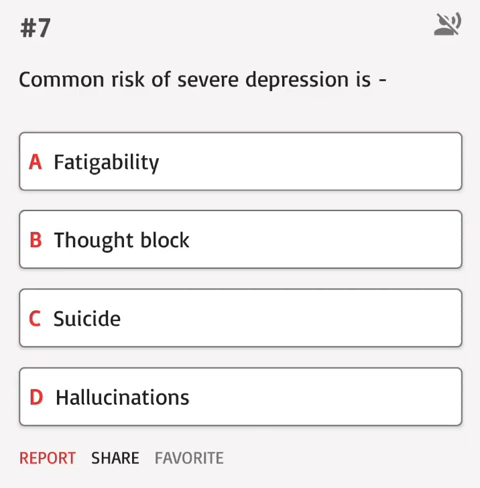 #7
Common risk of severe depression is -
A Fatigability
B Thought block
C Suicide
D Hallucinations
REPORT SHARE FAVORITE